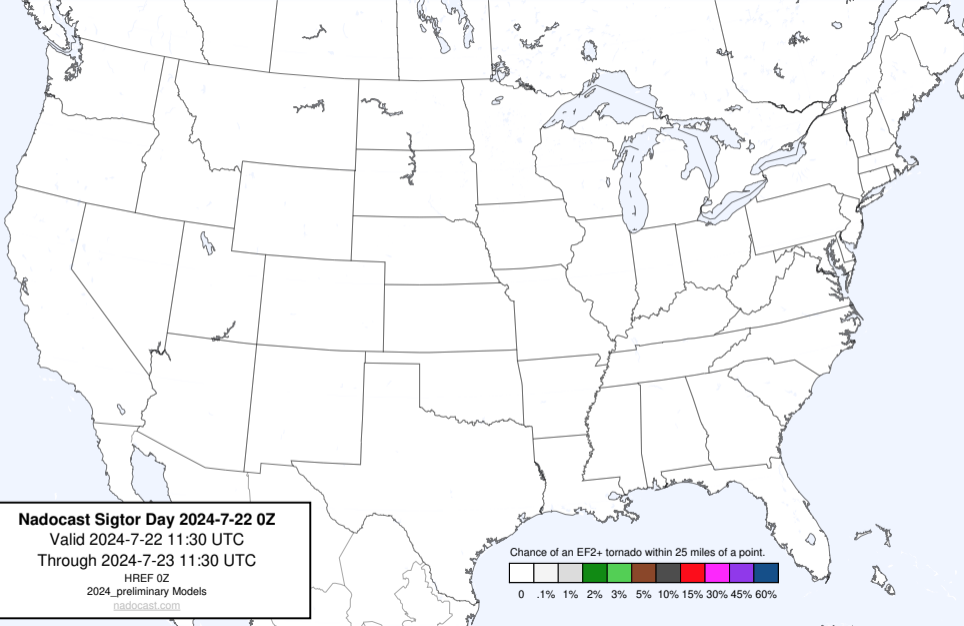 Nadocast Sigtor Day 2024-7-22 0Z
Valid 2024-7-22 11:30 UTC
Through 2024-7-23 11:30 UTC
HREF 0Z
2024_preliminary Models
nadocast.com
Chance of an EF2+ tornado within 25 miles of a point.
0 .1% 1% 2% 3% 5% 10% 15% 30% 45% 60%